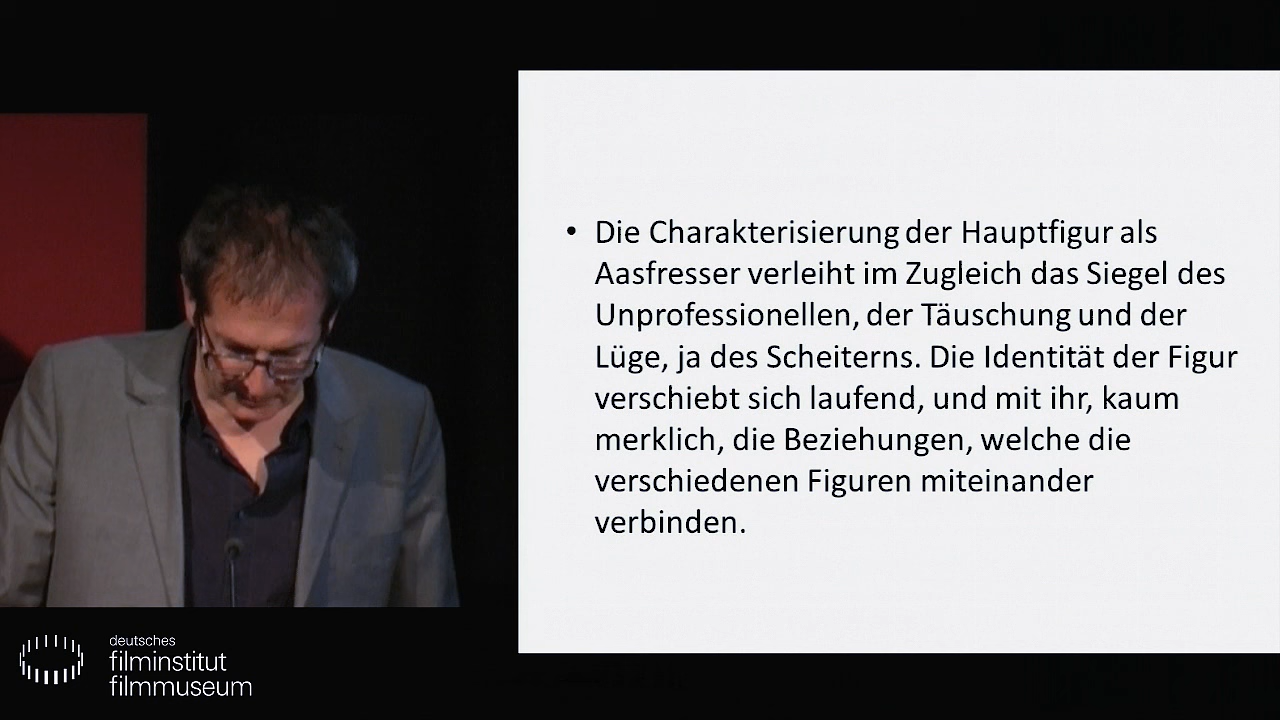 • Die Charakterisierung der Hauptfigur als
Aasfresser verleiht im Zugleich das Siegel des
Unprofessionellen, der Täuschung und der
Lüge, ja des Scheiterns. Die Identität der Figur
verschiebt sich laufend, und mit ihr, kaum
merklich, die Beziehungen, welche die
verschiedenen Figuren miteinander
verbinden.
deutsches
filminstitut
filmmuseum